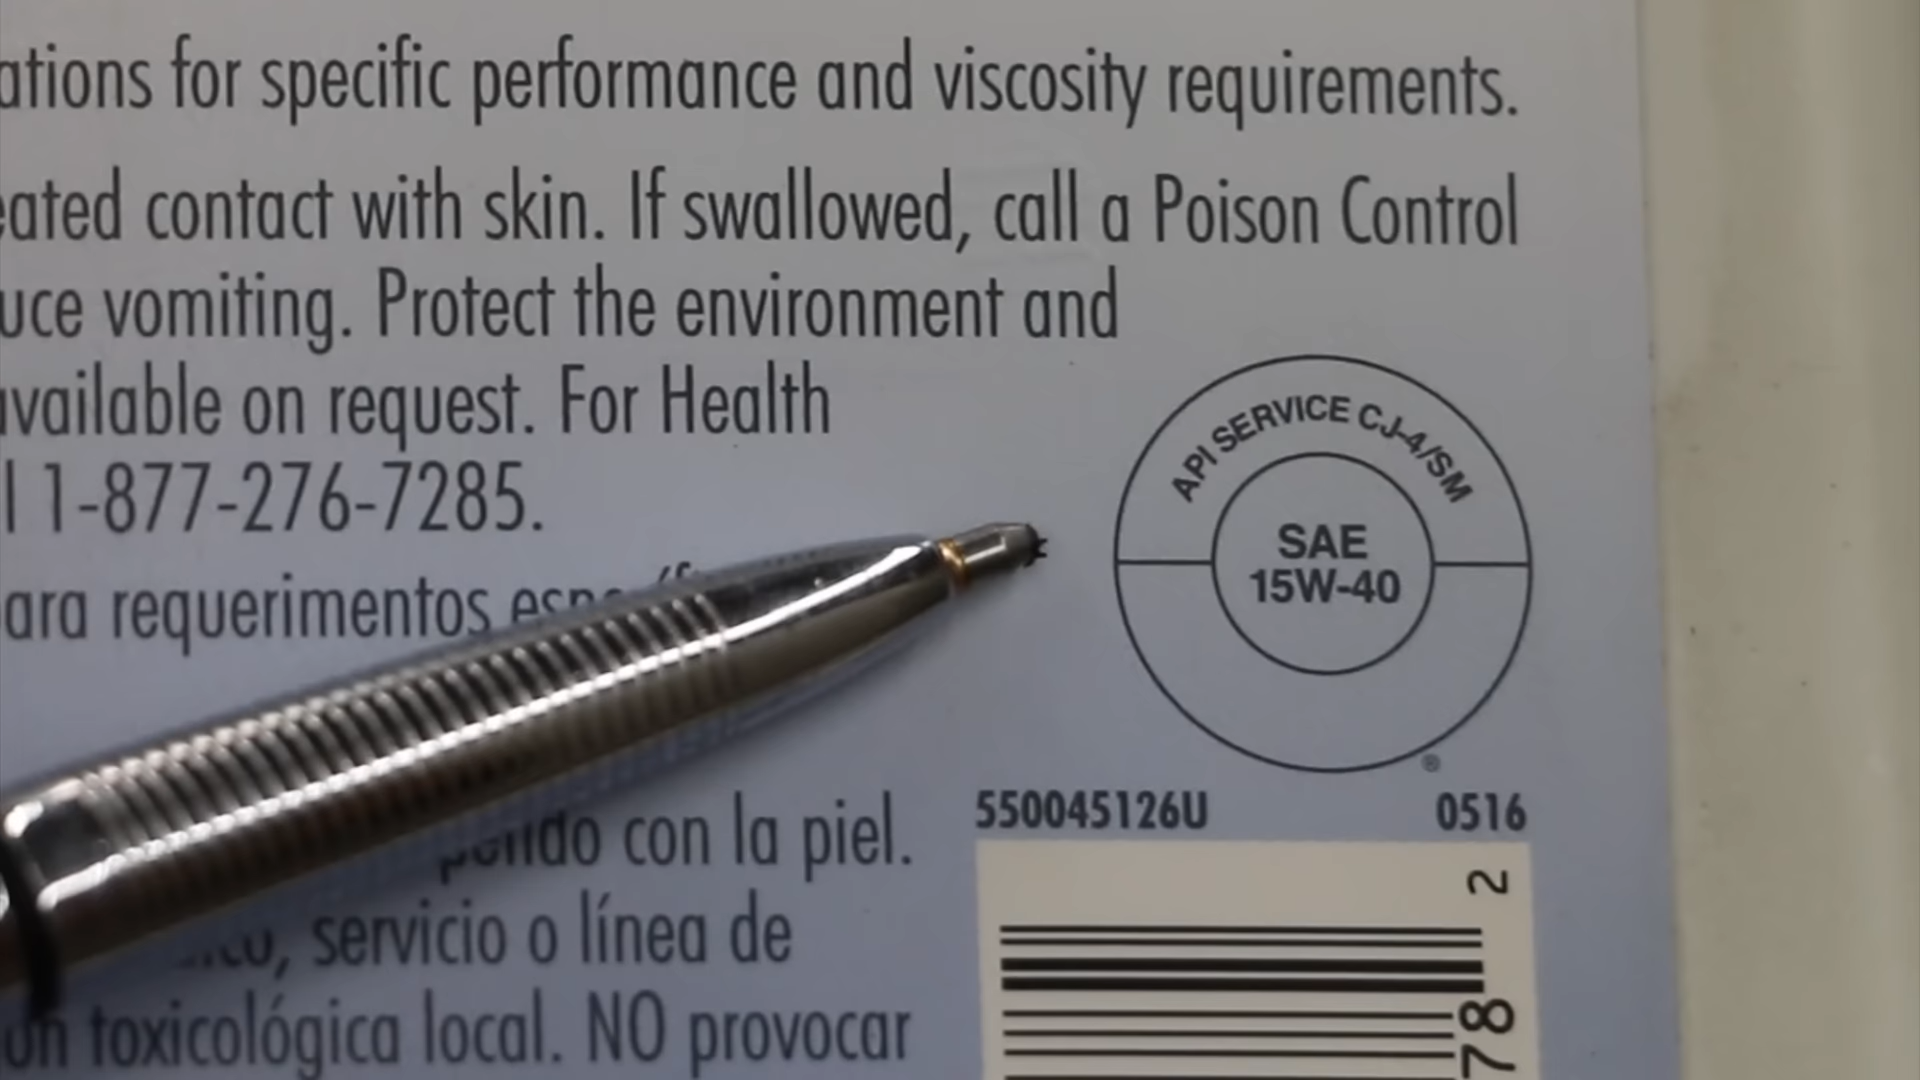 ations for specific performance and viscosity requirements.
eated contact with skin. If swallowed, call a Poison Control
uce vomiting. Protect the environment and
available on request. For Health
l 1-877-276-7285.
ara requerimentos
con la piel.
servicio o línea de
toxicológica local. NO provocar
API SERVICE CJ-4/SM
SAE
15W-40
®
550045126U 0516
2
78